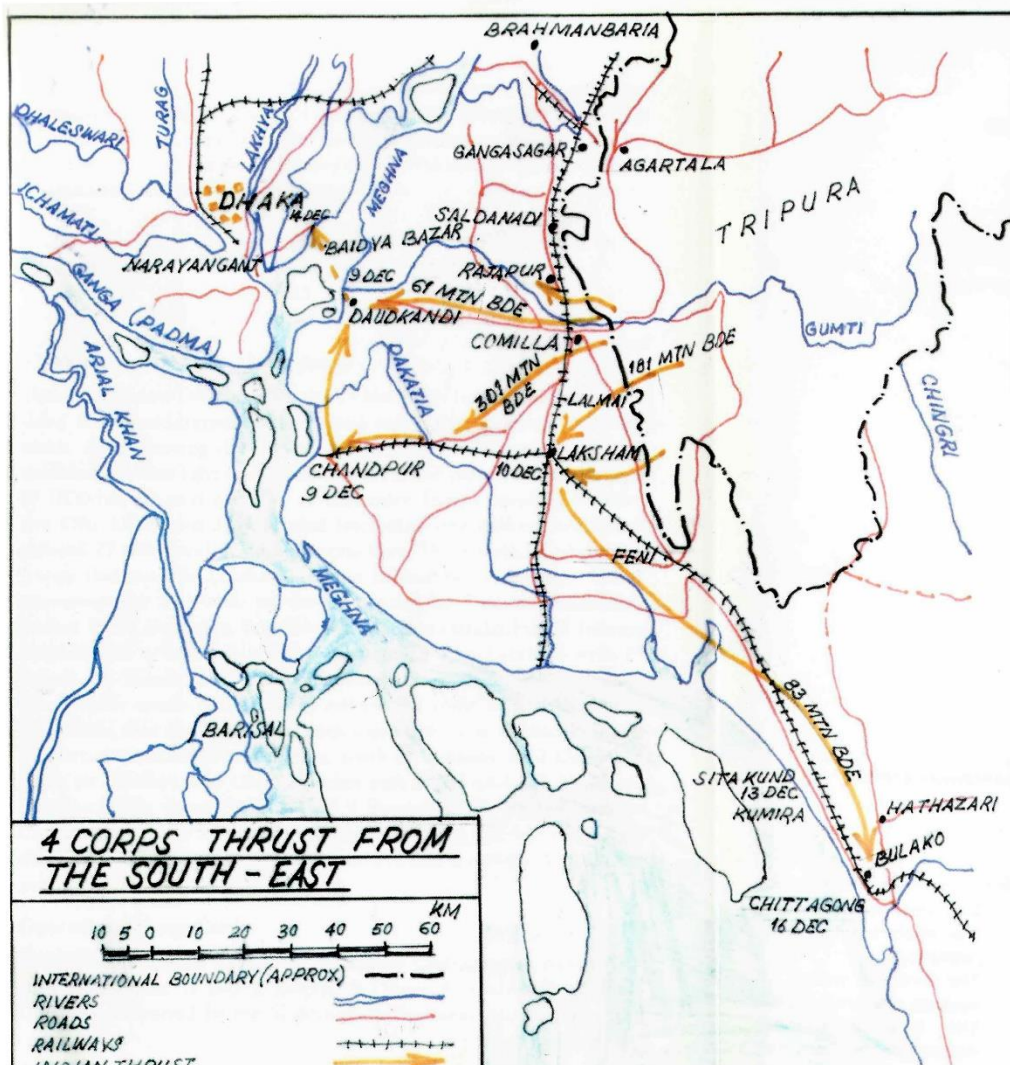 BRAHMANBARIA
DHALESWARI
TURAG
LAKHYA
MEGHNA
GANGASAGAR
AGARTALA
ICHAMATI
DHAKA
14 DEC
SALDANADI
TRIPURA
BAIDYA BAZAR
NARAYANGANJ
9 DEC
RAJAPUR
GANGA (PADMA)
DAUDKANDI
61 MTN BDE
GUMTI
COMILLA
ARIAL KHAN
DAKATIA
301 MTN
BDE
181 MTN BDE
LALMAI
CHINGRI
CHANDPUR
9 DEC
10 DEC
LAKSHAM
FENI
MEGHNA
83 MTN BDE
BARISAL
SITAKUND
13 DEC
KUMIRA
HATHAZARI
BULAKO
CHITTAGONG
16 DEC
4 CORPS THRUST FROM
THE SOUTH-EAST
KM
10 5 0 10 20 30 40 50 60
INTERNATIONAL BOUNDARY (APPROX)
RIVERS
ROADS
RAILWAYS
INDIAN THRUST